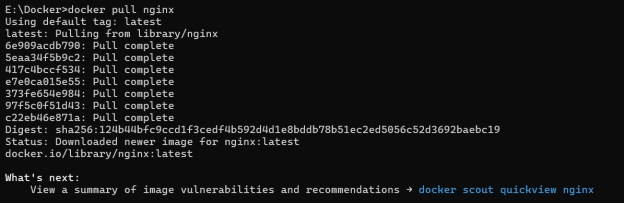 E:\Docker>docker pull nginx
Using default tag: latest
latest: Pulling from library/nginx
6e909acdb790: Pull complete
5eaa34f5b9c2: Pull complete
417c4bccf534: Pull complete
e7e0ca015e55: Pull complete
373fe654e984: Pull complete
97f5c0f51d43: Pull complete
c22eb46e871a: Pull complete
Digest: sha256:124b44bfc9ccd1f3cedf4b592d4d1e8bddb78b51ec2ed5056c52d3692baebc19
Status: Downloaded newer image for nginx:latest
docker.io/library/nginx:latest
What's next:
View a summary of image vulnerabilities and recommendations → docker scout quickview nginx